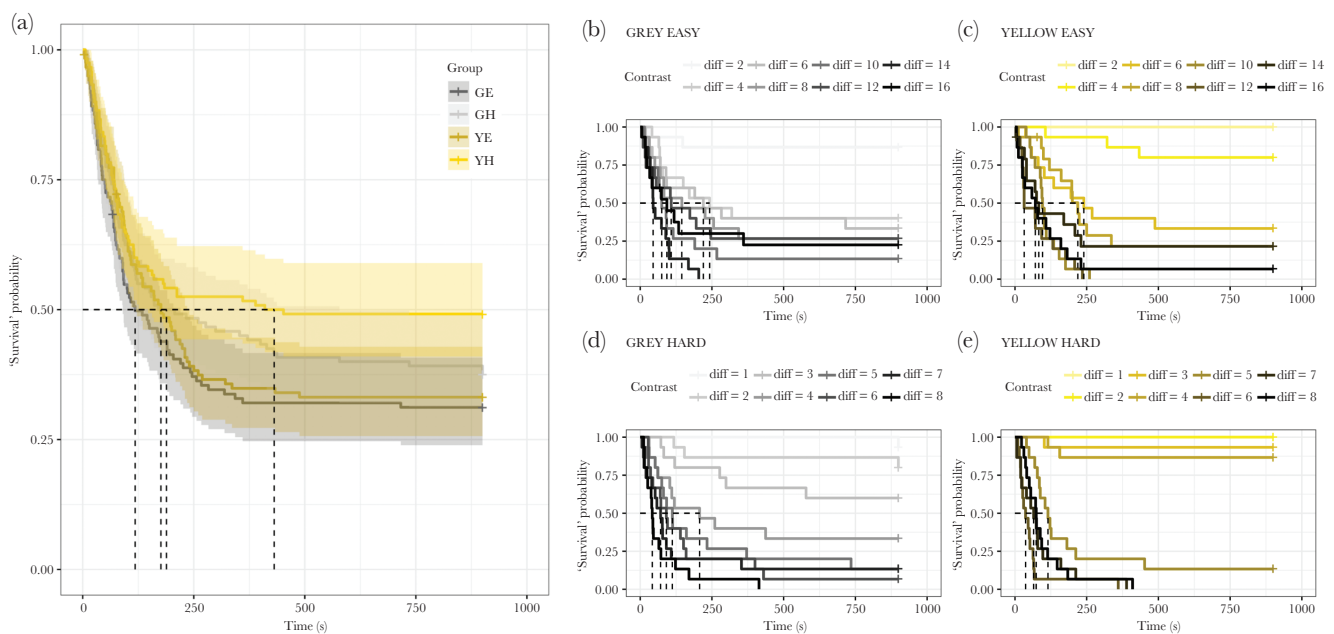 (a)
1.00
0.75
0.50
0.25
0.00
'Survival' probability
0
250
500
750
1000
Time (s)
Group
GE
GH
YE
YH
(b) GREY EASY
Contrast
diff = 2 diff = 6 diff = 10 diff = 14
diff = 4 diff = 8 diff = 12 diff = 16
1.00
0.75
0.50
0.25
0.00
'Survival' probability
0 250 500 750 1000
Time (s)
(c) YELLOW EASY
Contrast
diff = 2 diff = 6 diff = 10 diff = 14
diff = 4 diff = 8 diff = 12 diff = 16
1.00
0.75
0.50
0.25
0.00
'Survival' probability
0 250 500 750 1000
Time (s)
(d) GREY HARD
Contrast
diff = 1 diff = 3 diff = 5 diff = 7
diff = 2 diff = 4 diff = 6 diff = 8
1.00
0.75
0.50
0.25
0.00
'Survival' probability
0 250 500 750 1000
Time (s)
(e) YELLOW HARD
Contrast
diff = 1 diff = 3 diff = 5 diff = 7
diff = 2 diff = 4 diff = 6 diff = 8
1.00
0.75
0.50
0.25
0.00
'Survival' probability
0 250 500 750 1000
Time (s)